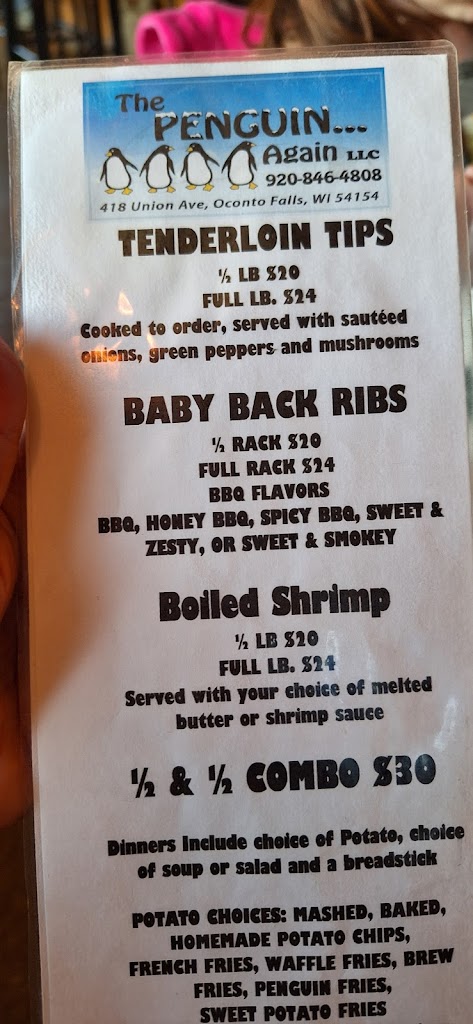 The
PENGUIN...
Again LLC
920-846-4808
418 Union Ave, Oconto Falls, WI 54154
TENDERLOIN TIPS
½ LB $20
FULL LB. $24
Cooked to order, served with sautéed
onions, green peppers and mushrooms
BABY BACK RIBS
½ RACK $20
FULL RACK $24
BBQ FLAVORS
BBQ, HONEY BBQ, SPICY BBQ, SWEET &
ZESTY, OR SWEET & SMOKEY
Boiled Shrimp
½ LB $20
FULL LB. $24
Served with your choice of melted
butter or shrimp sauce
½ & ½ COMBO $30
Dinners include choice of Potato, choice
of soup or salad and a breadstick
POTATO CHOICES: MASHED, BAKED,
HOMEMADE POTATO CHIPS,
FRENCH FRIES, WAFFLE FRIES, BREW
FRIES, PENGUIN FRIES,
SWEET POTATO FRIES